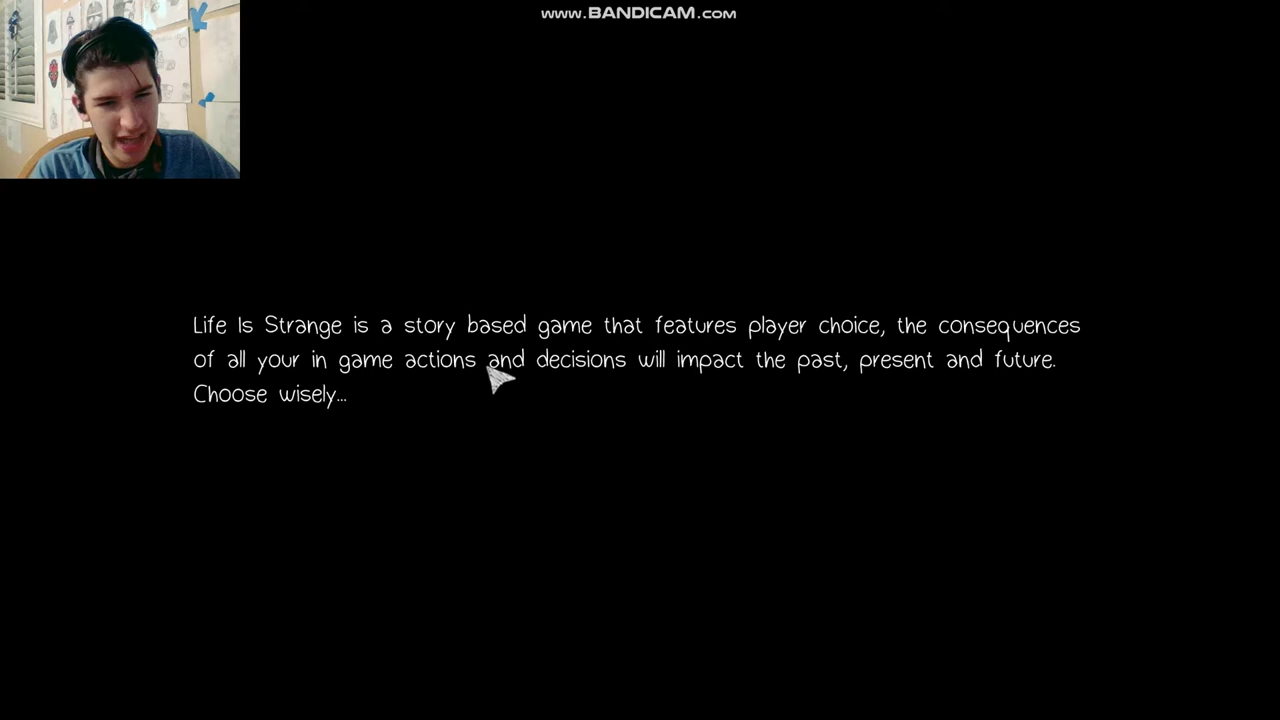 www.BANDICAM.com
Life Is Strange is a story based game that features player choice, the consequences
of all your in game actions and decisions will impact the past, present and future.
Choose wisely...